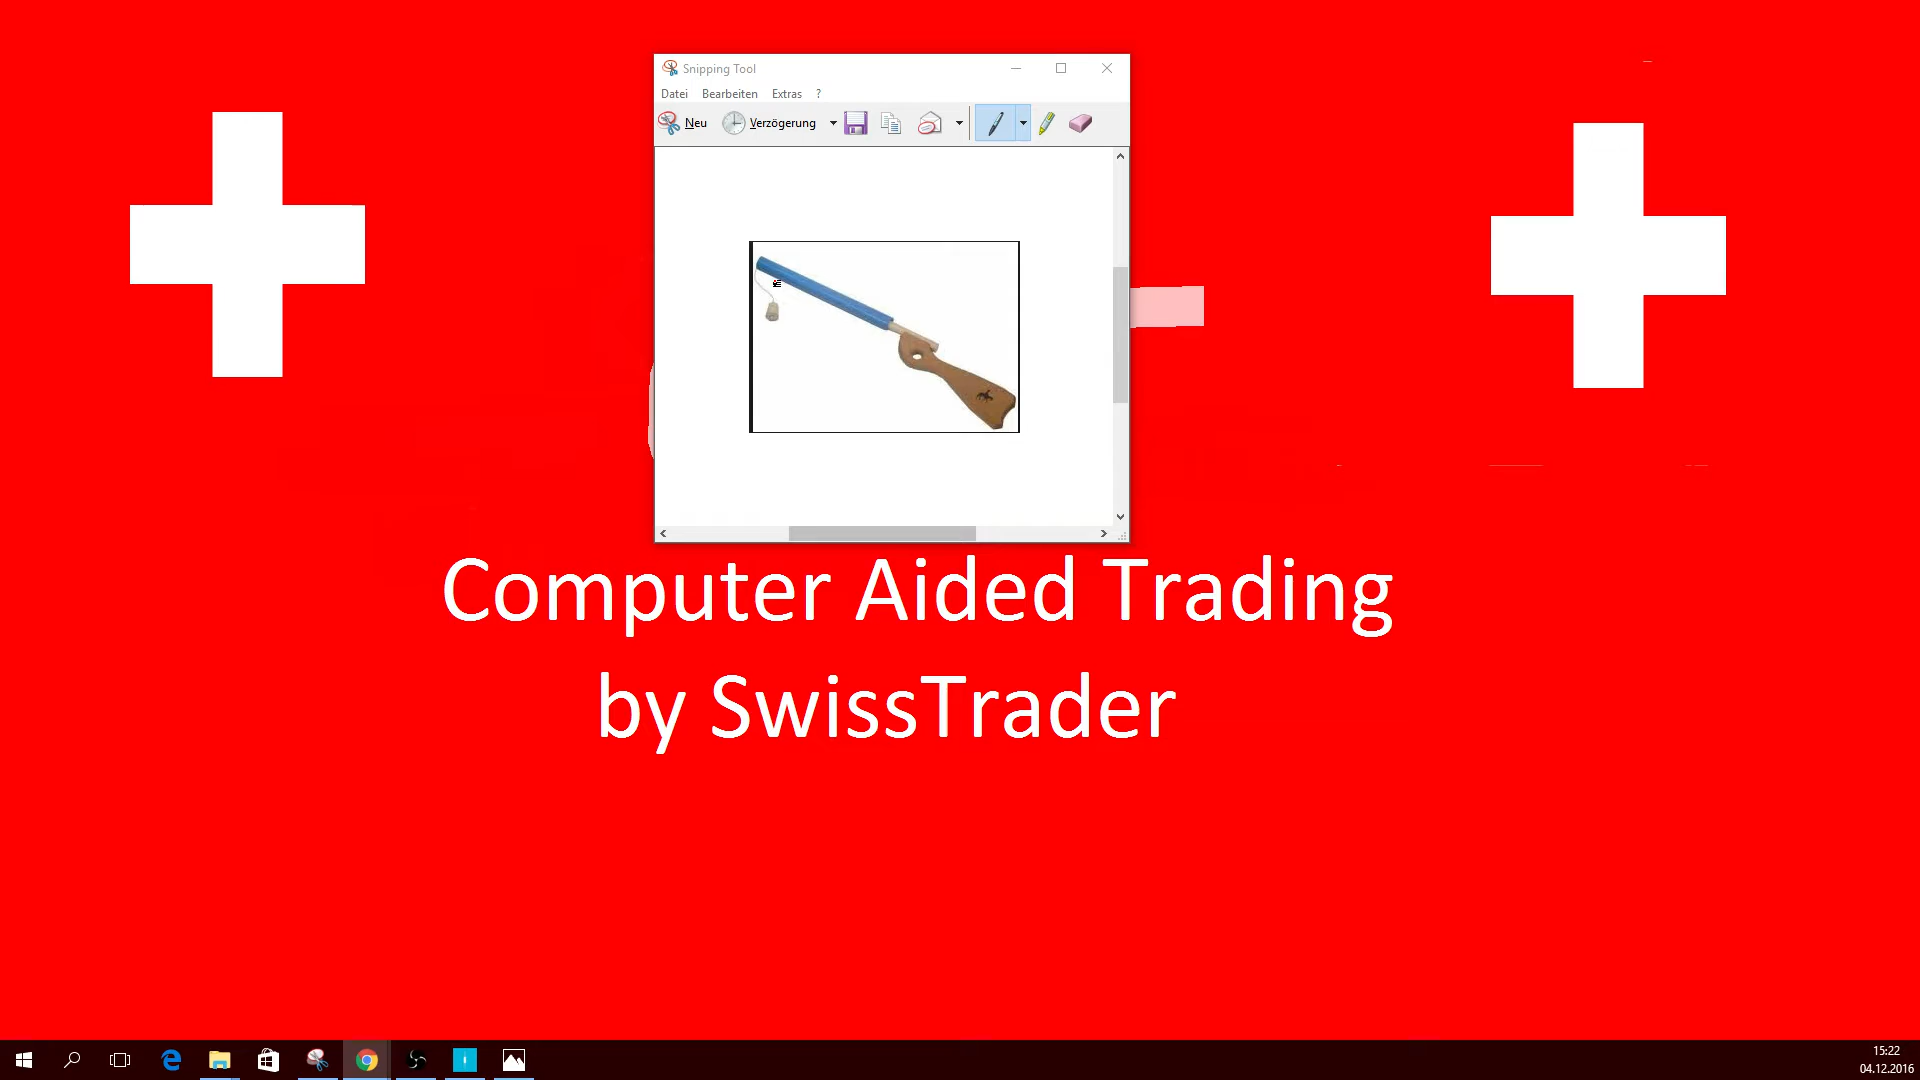 Snipping Tool
Datei Bearbeiten Extras ?
Neu Verzögerung
Computer Aided Trading
by SwissTrader
15:22
04.12.2016